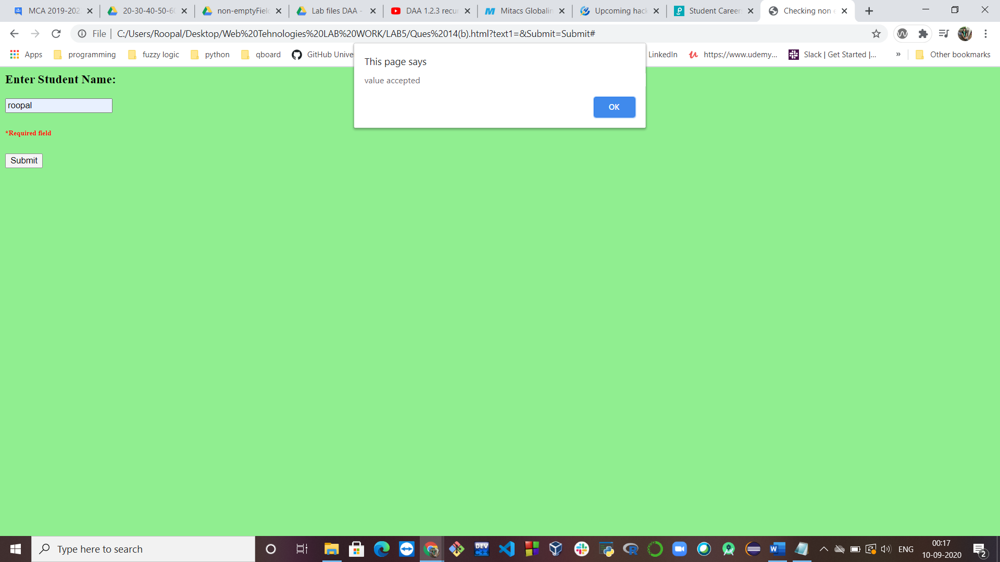 MCA 2019-202
20-30-40-50-60
non-emptyField
Lab files DAA -
DAA 1.2.3 recur
Mitacs Globalin
Upcoming hack
Student Careers
Checking non e
File
C:/Users/Roopal/Desktop/Web%20Tehnologies%20LAB%20WORK/LAB5/Ques%2014(b).html?text1=&Submit=Submit#
Apps
programming
fuzzy logic
python
qboard
GitHub Unive
LinkedIn
https://www.udemy...
Slack | Get Started |...
»
Other bookmarks
This page says
value accepted
OK
Enter Student Name:
roopal
*Required field
Submit
Type here to search
DEV
C++
ENG
00:17
10-09-2020
2